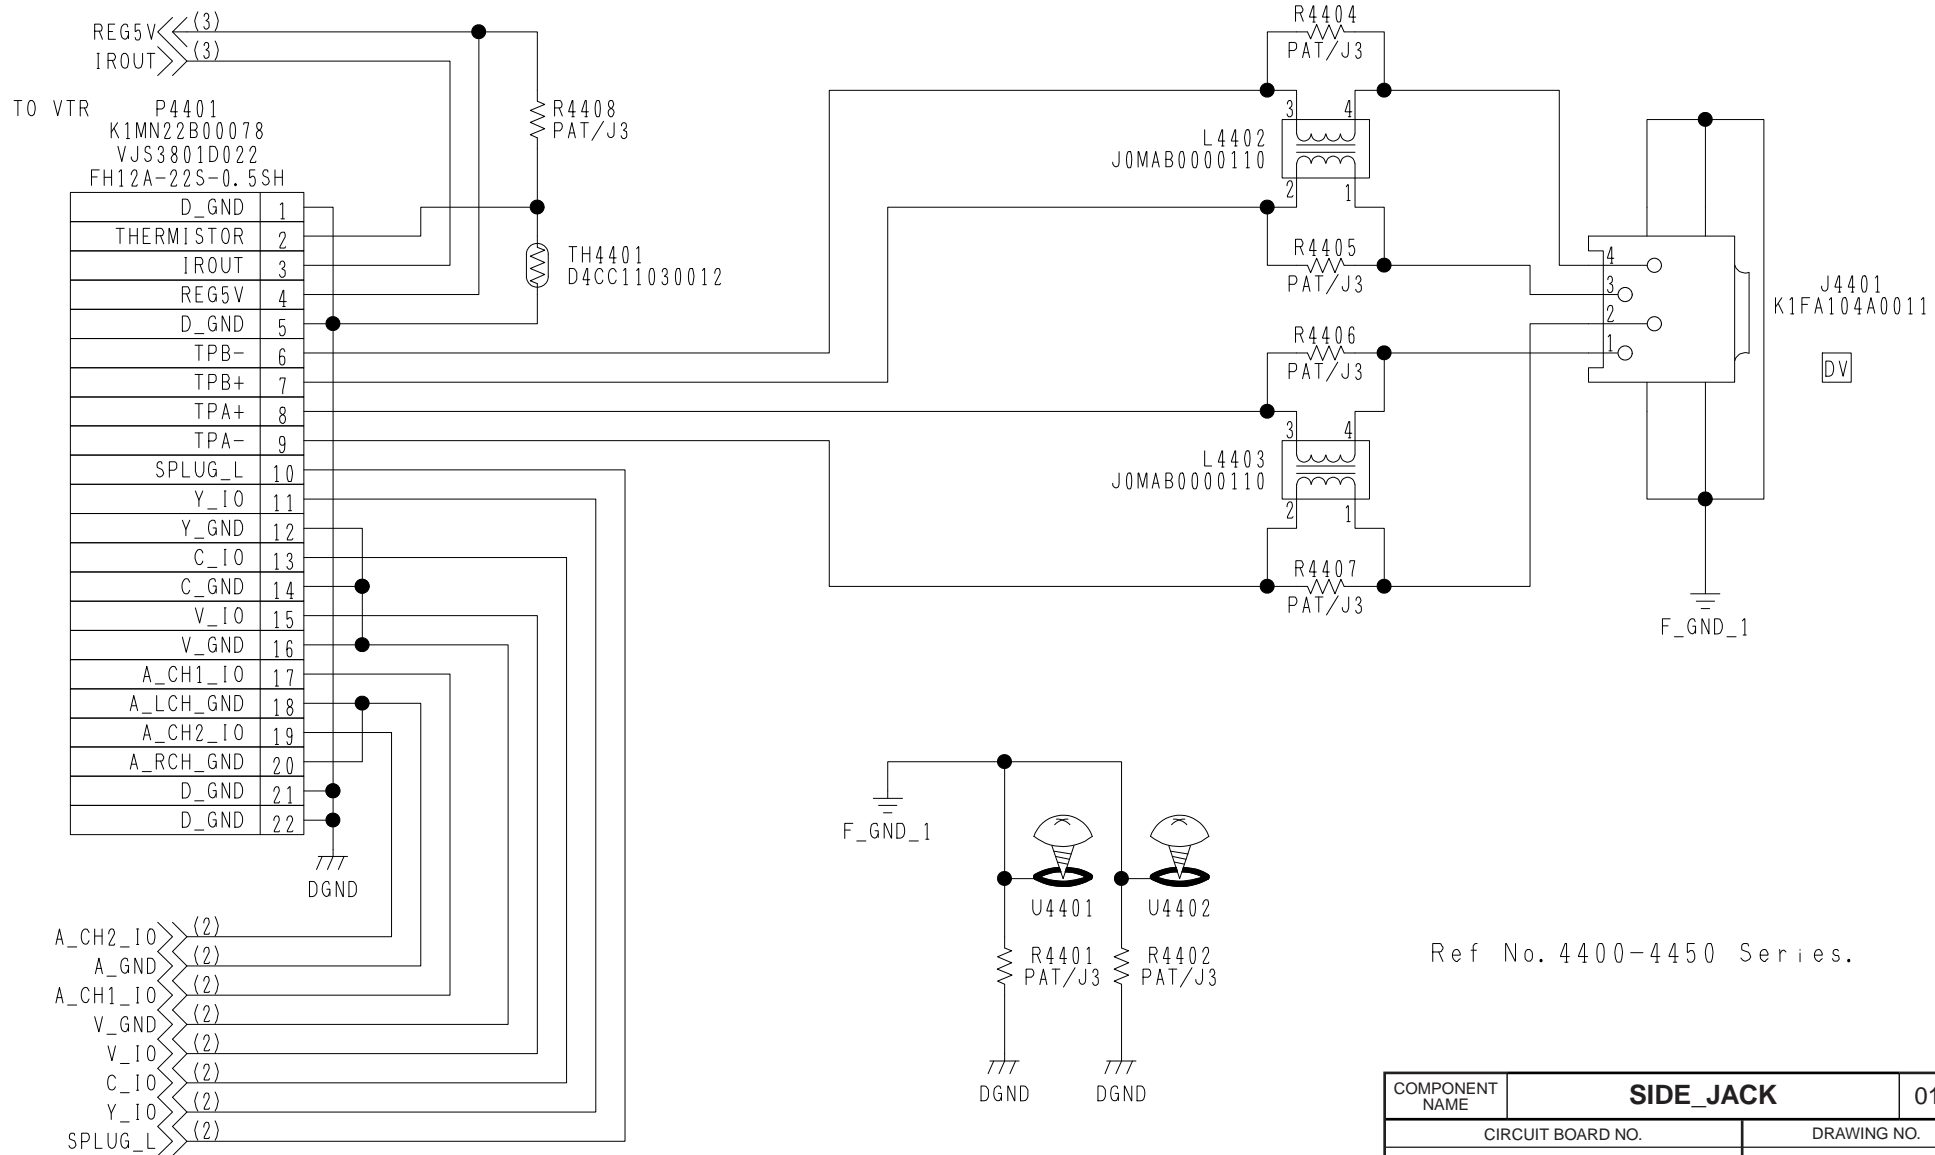 REG5V (3)
IROUT (3)
TO VTR P4401
K1MN22B00078
VJS3801D022
FH12A-22S-0.5SH
D_GND 1
THERMISTOR 2
IROUT 3
REG5V 4
D_GND 5
TPB- 6
TPB+ 7
TPA+ 8
TPA- 9
SPLUG_L 10
Y_IO 11
Y_GND 12
C_IO 13
C_GND 14
V_IO 15
V_GND 16
A_CH1_IO 17
A_LCH_GND 18
A_CH2_IO 19
A_RCH_GND 20
D_GND 21
D_GND 22
DGND
R4408
PAT/J3
TH4401
D4CC11030012
A_CH2_IO (2)
A_GND (2)
A_CH1_IO (2)
V_GND (2)
V_IO (2)
C_IO (2)
Y_IO (2)
SPLUG_L (2)
R4404
PAT/J3
3 4
L4402
J0MAB0000110
2 1
R4405
PAT/J3
R4406
PAT/J3
3 4
L4403
J0MAB0000110
2 1
R4407
PAT/J3
4
3
2
1
J4401
K1FA104A0011
DV
F_GND_1
F_GND_1
U4401 U4402
R4401
PAT/J3
R4402
PAT/J3
DGND DGND
Ref No. 4400-4450 Series.
COMPONENT
NAME
SIDE_JACK 01
CIRCUIT BOARD NO. DRAWING NO.